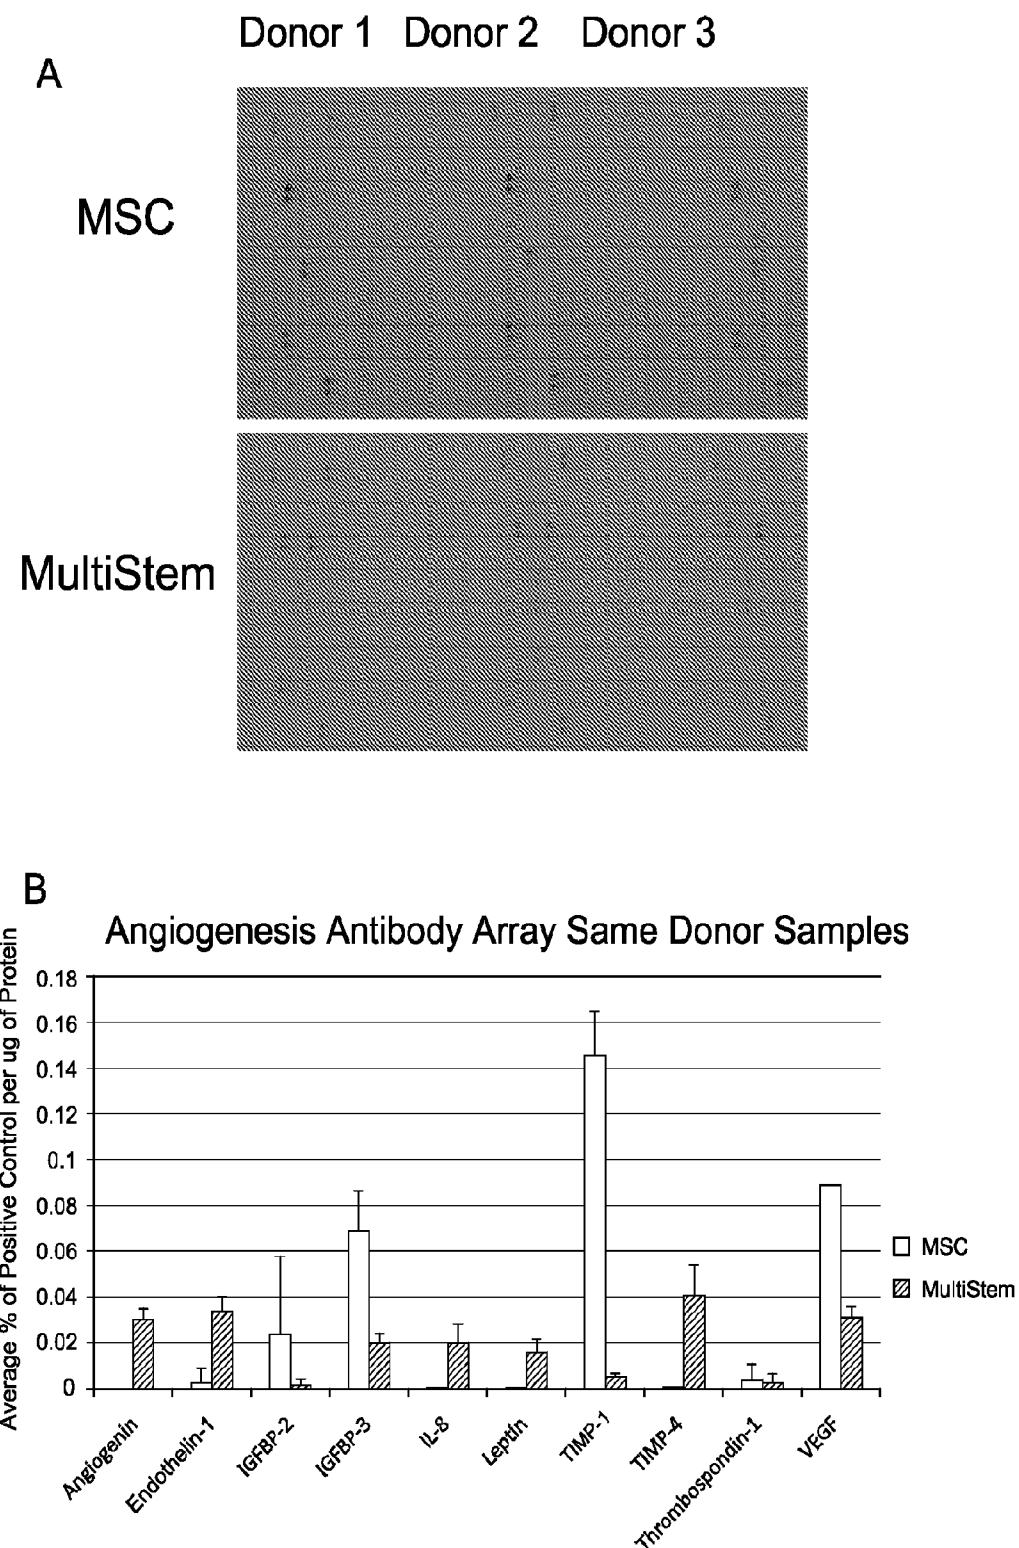 Donor 1 Donor 2 Donor 3
A
MSC
MultiStem
B
Angiogenesis Antibody Array Same Donor Samples
Average % of Positive Control per ug of Protein
0.18
0.16
0.14
0.12
0.1
0.08
0.06
0.04
0.02
0
MSC
MultiStem
Angiogenin
Endothelin-1
IGFBP-2
IGFBP-3
IL-8
Leptin
TIMP-1
TIMP-4
Thrombospondin-1
VEGF